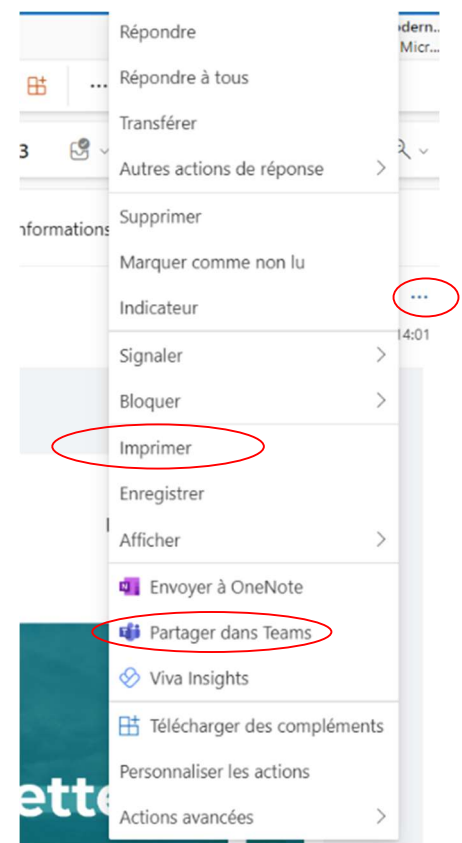 Répondre
odern...
Micr...
Répondre à tous
...
Transférer
3
Autres actions de réponse
Supprimer
nformations
Marquer comme non lu
...
Indicateur
14:01
Signaler
Bloquer
Imprimer
Enregistrer
Afficher
Envoyer à OneNote
Partager dans Teams
Viva Insights
Télécharger des compléments
Personnaliser les actions
ette
Actions avancées